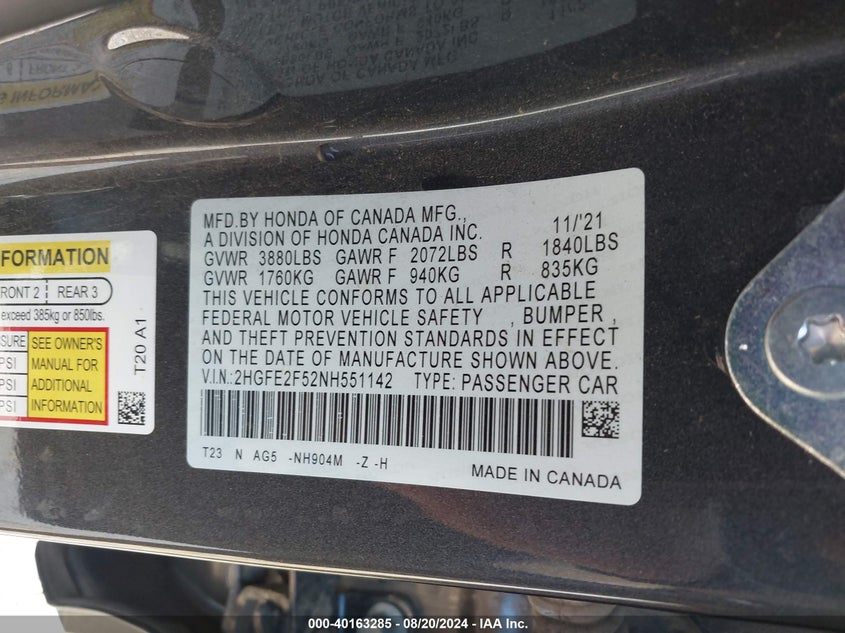 MFD.BY HONDA OF CANADA MFG., 11/'21
A DIVISION OF HONDA CANADA INC.
GVWR 3880LBS GAWR F 2072LBS R 1840LBS
GVWR 1760KG GAWR F 940KG R 835KG
THIS VEHICLE CONFORMS TO ALL APPLICABLE
FEDERAL MOTOR VEHICLE SAFETY , BUMPER ,
AND THEFT PREVENTION STANDARDS IN EFFECT
ON THE DATE OF MANUFACTURE SHOWN ABOVE.
V.I.N.:2HGFE2F52NH551142 TYPE: PASSENGER CAR
T23 N AG5 -NH904M -Z -H
MADE IN CANADA
FORMATION
FRONT 2 REAR 3
exceed 385kg or 850lbs.
SEE OWNER'S
PSI MANUAL FOR
PSI ADDITIONAL
PSI INFORMATION
T20 A1
000-40163285 - 08/20/2024 - IAA Inc.